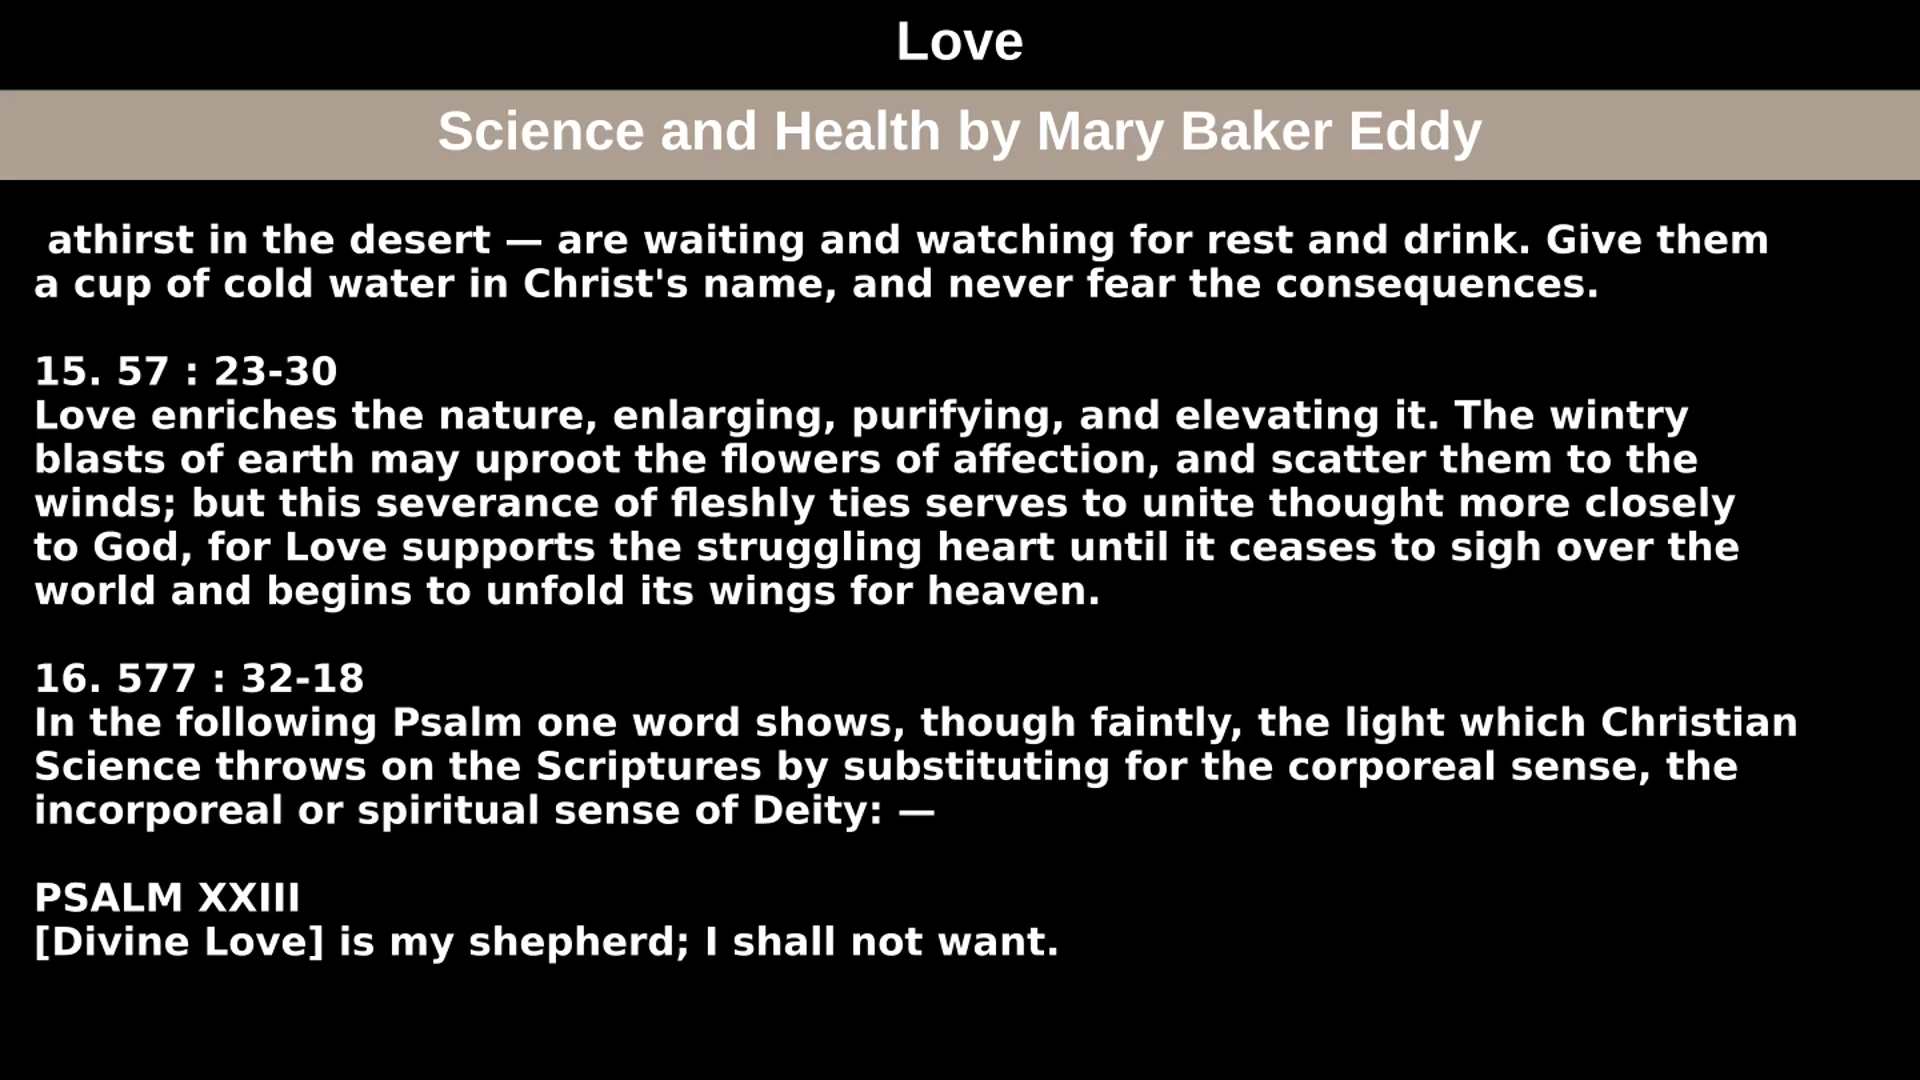 Love
Science and Health by Mary Baker Eddy
athirst in the desert — are waiting and watching for rest and drink. Give them
a cup of cold water in Christ's name, and never fear the consequences.
15. 57 : 23-30
Love enriches the nature, enlarging, purifying, and elevating it. The wintry
blasts of earth may uproot the flowers of affection, and scatter them to the
winds; but this severance of fleshly ties serves to unite thought more closely
to God, for Love supports the struggling heart until it ceases to sigh over the
world and begins to unfold its wings for heaven.
16. 577 : 32-18
In the following Psalm one word shows, though faintly, the light which Christian
Science throws on the Scriptures by substituting for the corporeal sense, the
incorporeal or spiritual sense of Deity: —
PSALM XXIII
[Divine Love] is my shepherd; I shall not want.